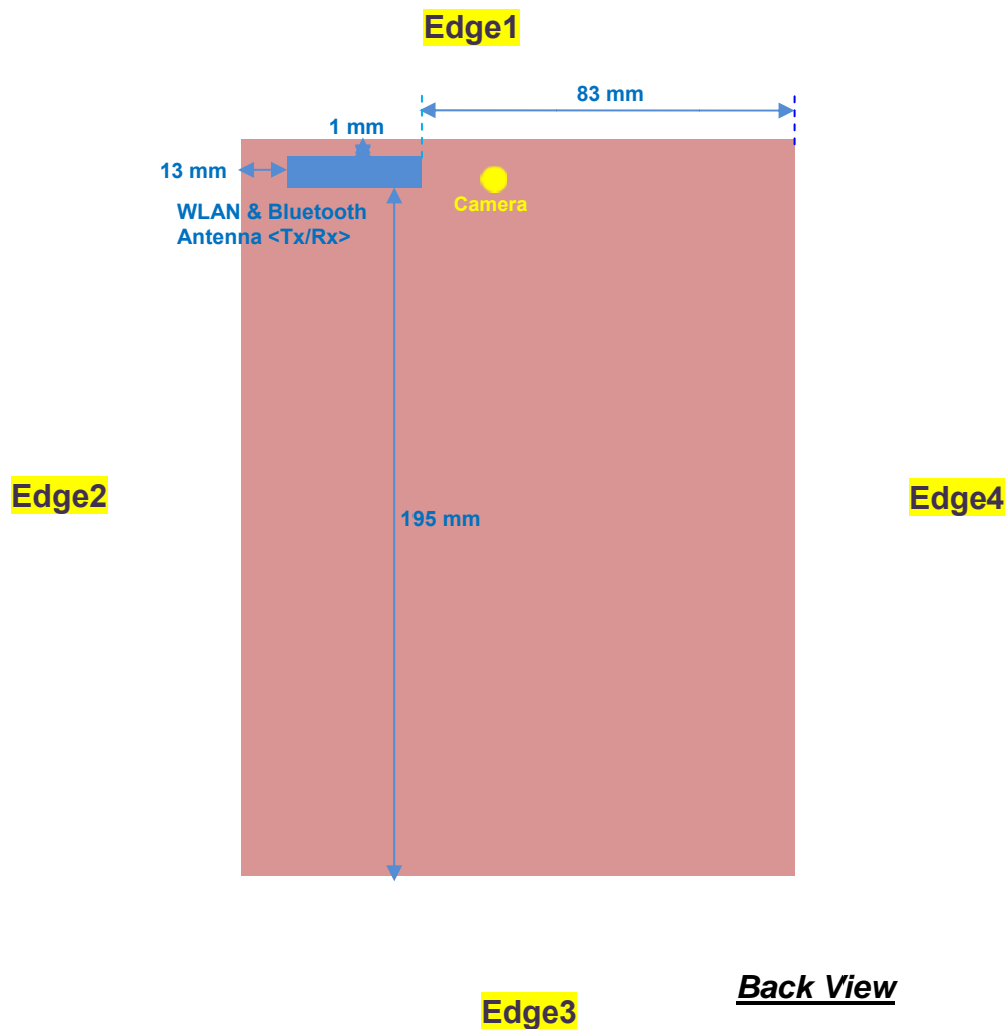 Edge1
83 mm
1 mm
13 mm
Camera
WLAN & Bluetooth
Antenna <Tx/Rx>
Edge2
Edge4
195 mm
Back View
Edge3